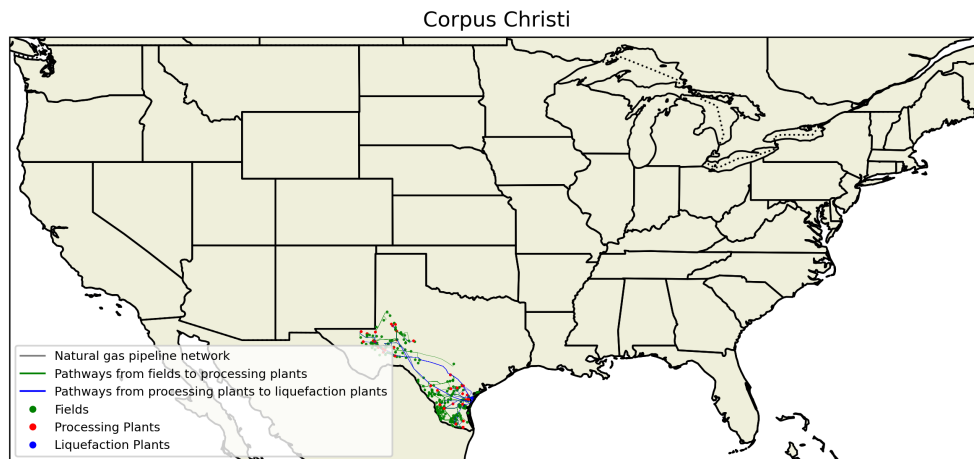 Corpus Christi
Natural gas pipeline network
Pathways from fields to processing plants
Pathways from processing plants to liquefaction plants
Fields
Processing Plants
Liquefaction Plants